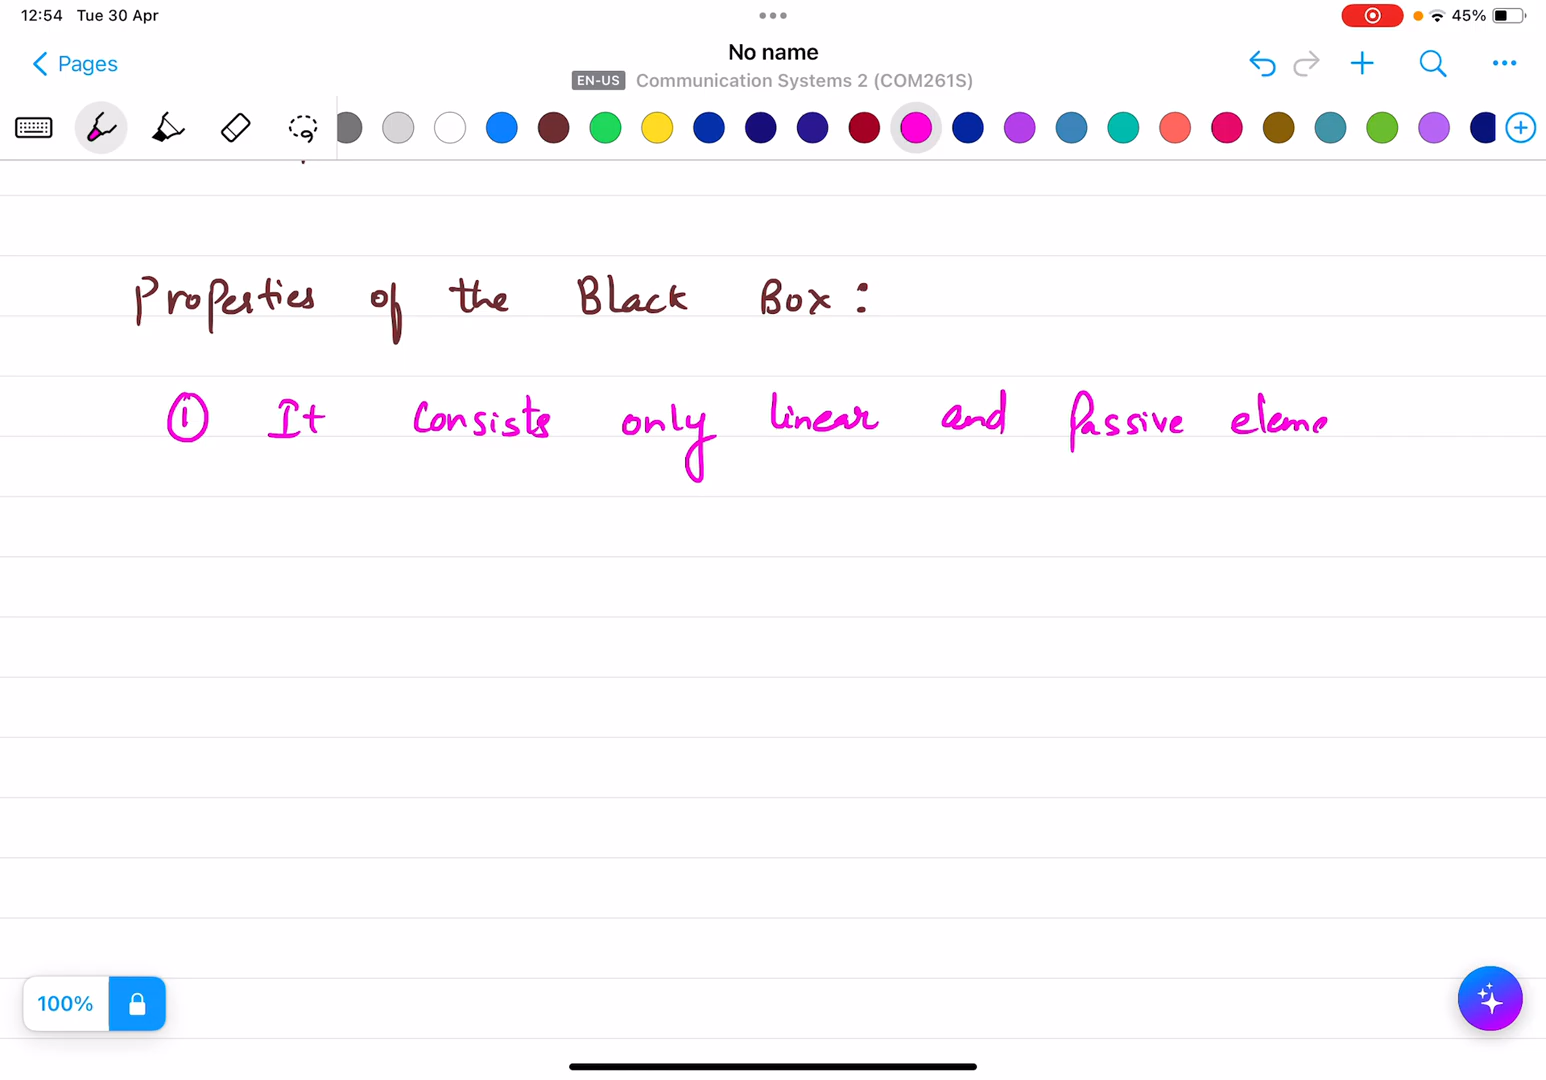 12:54 Tue 30 Apr
45%
Pages
No name
EN-US Communication Systems 2 (COM261S)
Properties of the Black Box :
① It consists only linear and passive eleme
100%